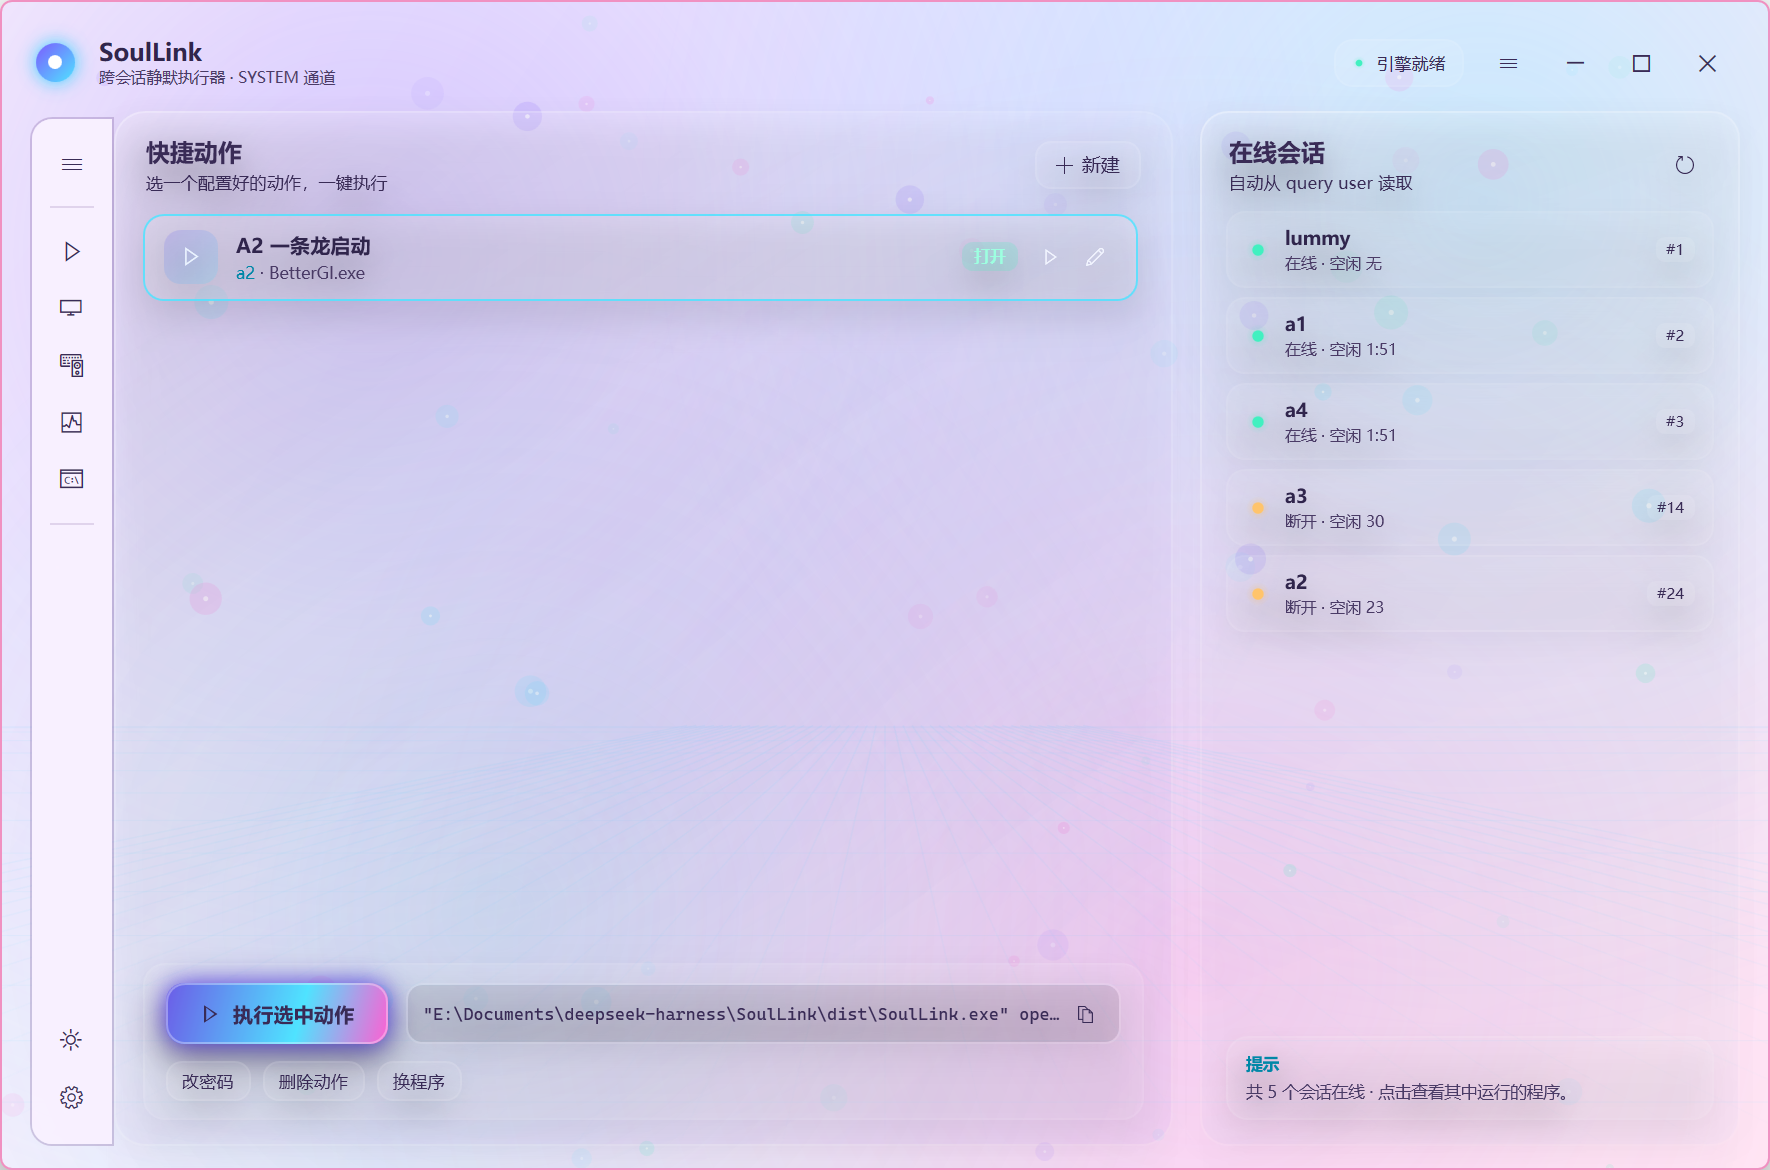 SoulLink
跨会话静默执行器 · SYSTEM 通道
引擎就绪
快捷动作
选一个配置好的动作，一键执行
新建
A2 一条龙启动
a2 · BetterGI.exe
打开
C:\
执行选中动作
"E:\Documents\deepseek-harness\SoulLink\dist\SoulLink.exe" ope…
改密码
删除动作
换程序
在线会话
自动从 query user 读取
lummy
在线 · 空闲 无
#1
a1
在线 · 空闲 1:51
#2
a4
在线 · 空闲 1:51
#3
a3
断开 · 空闲 30
#14
a2
断开 · 空闲 23
#24
提示
共 5 个会话在线 · 点击查看其中运行的程序。